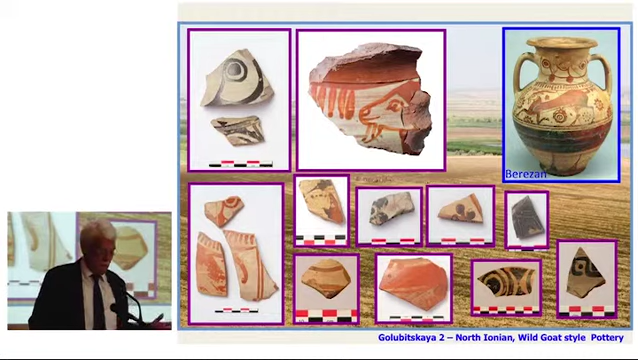 Berezan
Golubitskaya 2 – North Ionian, Wild Goat style Pottery